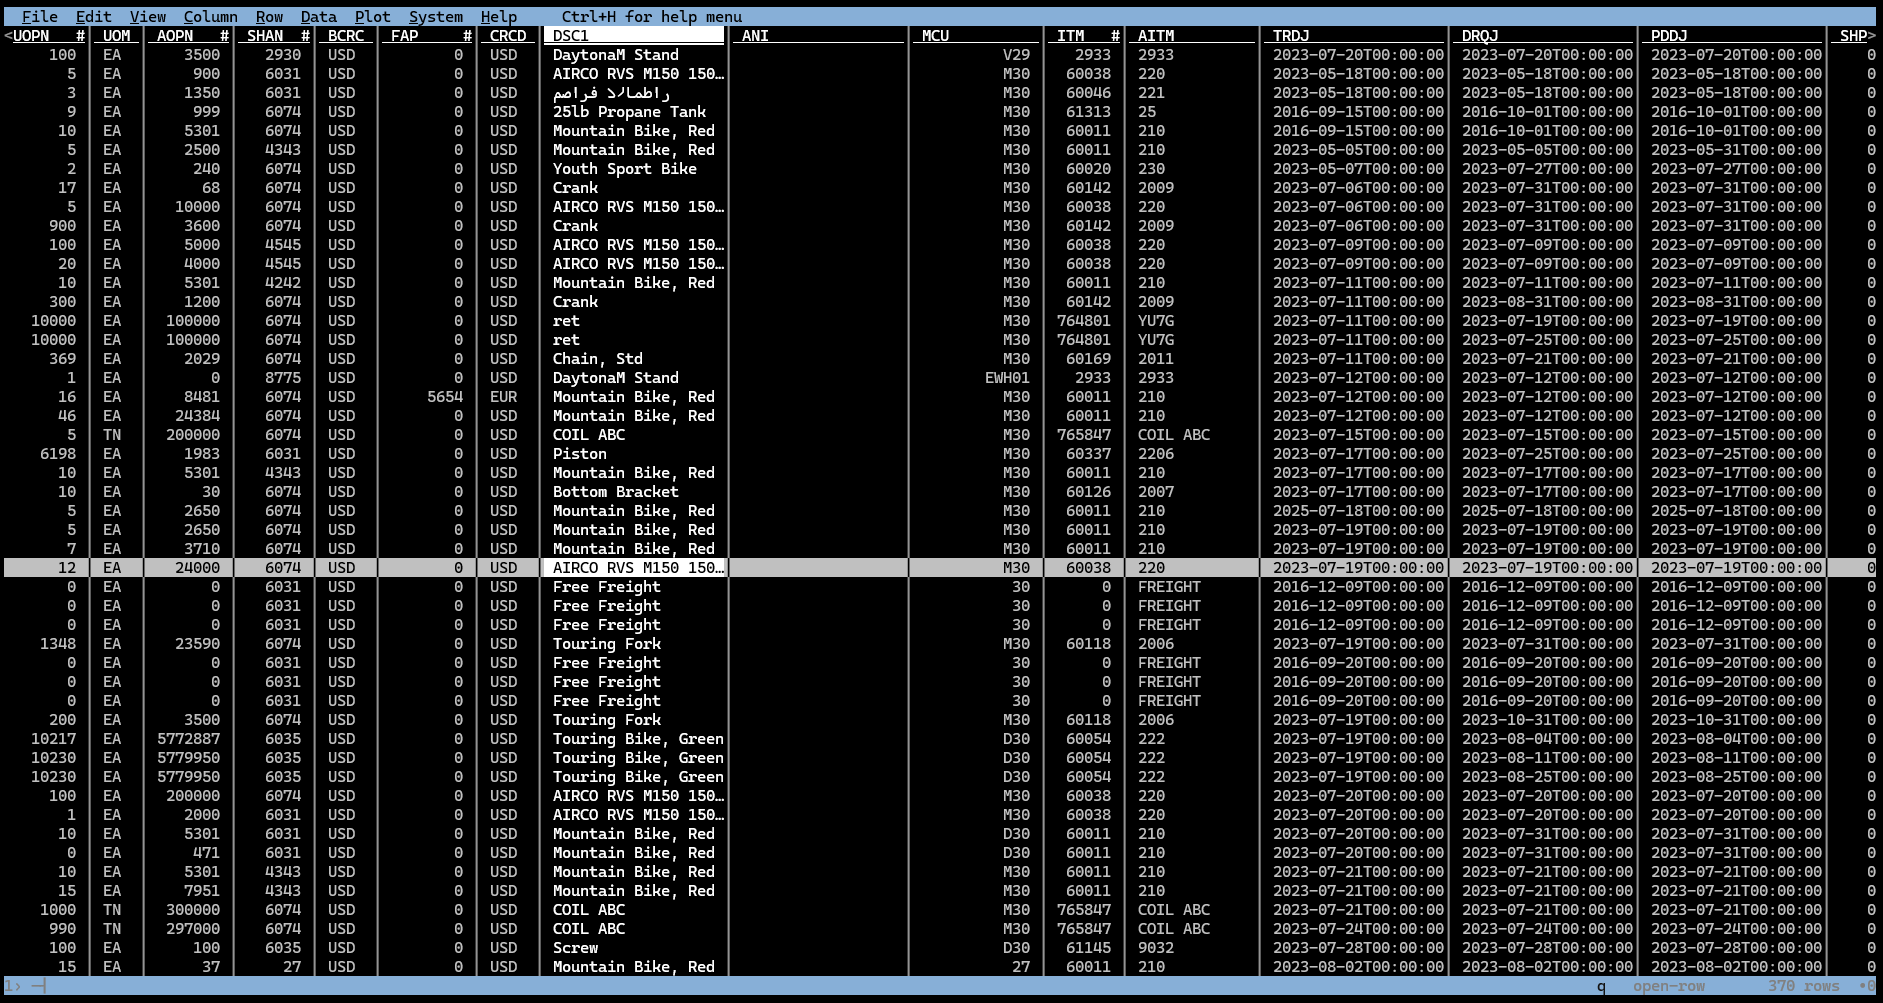 File Edit View Column Row Data Plot System Help Ctrl+H for help menu
<UOPN # UOM AOPN # SHAN # BCRC FAP # CRCD DSC1 ANI MCU ITM # AITM TRDJ DRQJ PDDJ SHP>
100 EA 3500 2930 USD 0 USD DaytonaM Stand V29 2933 2933 2023-07-20T00:00:00 2023-07-20T00:00:00 2023-07-20T00:00:00 0
5 EA 900 6031 USD 0 USD AIRCO RVS M150 150… M30 60038 220 2023-05-18T00:00:00 2023-05-18T00:00:00 2023-05-18T00:00:00 0
3 EA 1350 6031 USD 0 USD M30 60046 221 2023-05-18T00:00:00 2023-05-18T00:00:00 2023-05-18T00:00:00 0
9 EA 999 6074 USD 0 USD 25lb Propane Tank M30 61313 25 2016-09-15T00:00:00 2016-10-01T00:00:00 2016-10-01T00:00:00 0
10 EA 5301 6074 USD 0 USD Mountain Bike, Red M30 60011 210 2016-09-15T00:00:00 2016-10-01T00:00:00 2016-10-01T00:00:00 0
5 EA 2500 4343 USD 0 USD Mountain Bike, Red M30 60011 210 2023-05-05T00:00:00 2023-05-05T00:00:00 2023-05-31T00:00:00 0
2 EA 240 6074 USD 0 USD Youth Sport Bike M30 60020 230 2023-05-07T00:00:00 2023-07-27T00:00:00 2023-07-27T00:00:00 0
17 EA 68 6074 USD 0 USD Crank M30 60142 2009 2023-07-06T00:00:00 2023-07-31T00:00:00 2023-07-31T00:00:00 0
5 EA 10000 6074 USD 0 USD AIRCO RVS M150 150… M30 60038 220 2023-07-06T00:00:00 2023-07-31T00:00:00 2023-07-31T00:00:00 0
900 EA 3600 6074 USD 0 USD Crank M30 60142 2009 2023-07-06T00:00:00 2023-07-31T00:00:00 2023-07-31T00:00:00 0
100 EA 5000 4545 USD 0 USD AIRCO RVS M150 150… M30 60038 220 2023-07-09T00:00:00 2023-07-09T00:00:00 2023-07-09T00:00:00 0
20 EA 4000 4545 USD 0 USD AIRCO RVS M150 150… M30 60038 220 2023-07-09T00:00:00 2023-07-09T00:00:00 2023-07-09T00:00:00 0
10 EA 5301 4242 USD 0 USD Mountain Bike, Red M30 60011 210 2023-07-11T00:00:00 2023-07-11T00:00:00 2023-07-11T00:00:00 0
300 EA 1200 6074 USD 0 USD Crank M30 60142 2009 2023-07-11T00:00:00 2023-08-31T00:00:00 2023-08-31T00:00:00 0
10000 EA 100000 6074 USD 0 USD ret M30 764801 YU7G 2023-07-11T00:00:00 2023-07-19T00:00:00 2023-07-19T00:00:00 0
10000 EA 100000 6074 USD 0 USD ret M30 764801 YU7G 2023-07-11T00:00:00 2023-07-25T00:00:00 2023-07-25T00:00:00 0
369 EA 2029 6074 USD 0 USD Chain, Std M30 60169 2011 2023-07-11T00:00:00 2023-07-21T00:00:00 2023-07-21T00:00:00 0
1 EA 0 8775 USD 0 USD DaytonaM Stand EWH01 2933 2933 2023-07-12T00:00:00 2023-07-12T00:00:00 2023-07-12T00:00:00 0
16 EA 8481 6074 USD 5654 EUR Mountain Bike, Red M30 60011 210 2023-07-12T00:00:00 2023-07-12T00:00:00 2023-07-12T00:00:00 0
46 EA 24384 6074 USD 0 USD Mountain Bike, Red M30 60011 210 2023-07-12T00:00:00 2023-07-12T00:00:00 2023-07-12T00:00:00 0
5 TN 200000 6074 USD 0 USD COIL ABC M30 765847 COIL ABC 2023-07-15T00:00:00 2023-07-15T00:00:00 2023-07-15T00:00:00 0
6198 EA 1983 6031 USD 0 USD Piston M30 60337 2206 2023-07-17T00:00:00 2023-07-25T00:00:00 2023-07-25T00:00:00 0
10 EA 5301 4343 USD 0 USD Mountain Bike, Red M30 60011 210 2023-07-17T00:00:00 2023-07-17T00:00:00 2023-07-17T00:00:00 0
10 EA 30 6074 USD 0 USD Bottom Bracket M30 60126 2007 2023-07-17T00:00:00 2023-07-17T00:00:00 2023-07-17T00:00:00 0
5 EA 2650 6074 USD 0 USD Mountain Bike, Red M30 60011 210 2025-07-18T00:00:00 2025-07-18T00:00:00 2025-07-18T00:00:00 0
5 EA 2650 6074 USD 0 USD Mountain Bike, Red M30 60011 210 2023-07-19T00:00:00 2023-07-19T00:00:00 2023-07-19T00:00:00 0
7 EA 3710 6074 USD 0 USD Mountain Bike, Red M30 60011 210 2023-07-19T00:00:00 2023-07-19T00:00:00 2023-07-19T00:00:00 0
12 EA 24000 6074 USD 0 USD AIRCO RVS M150 150… M30 60038 220 2023-07-19T00:00:00 2023-07-19T00:00:00 2023-07-19T00:00:00 0
0 EA 0 6031 USD 0 USD Free Freight 30 0 FREIGHT 2016-12-09T00:00:00 2016-12-09T00:00:00 2016-12-09T00:00:00 0
0 EA 0 6031 USD 0 USD Free Freight 30 0 FREIGHT 2016-12-09T00:00:00 2016-12-09T00:00:00 2016-12-09T00:00:00 0
0 EA 0 6031 USD 0 USD Free Freight 30 0 FREIGHT 2016-12-09T00:00:00 2016-12-09T00:00:00 2016-12-09T00:00:00 0
1348 EA 23590 6074 USD 0 USD Touring Fork M30 60118 2006 2023-07-19T00:00:00 2023-07-31T00:00:00 2023-07-31T00:00:00 0
0 EA 0 6031 USD 0 USD Free Freight 30 0 FREIGHT 2016-09-20T00:00:00 2016-09-20T00:00:00 2016-09-20T00:00:00 0
0 EA 0 6031 USD 0 USD Free Freight 30 0 FREIGHT 2016-09-20T00:00:00 2016-09-20T00:00:00 2016-09-20T00:00:00 0
0 EA 0 6031 USD 0 USD Free Freight 30 0 FREIGHT 2016-09-20T00:00:00 2016-09-20T00:00:00 2016-09-20T00:00:00 0
200 EA 3500 6074 USD 0 USD Touring Fork M30 60118 2006 2023-07-19T00:00:00 2023-10-31T00:00:00 2023-10-31T00:00:00 0
10217 EA 5772887 6035 USD 0 USD Touring Bike, Green D30 60054 222 2023-07-19T00:00:00 2023-08-04T00:00:00 2023-08-04T00:00:00 0
10230 EA 5779950 6035 USD 0 USD Touring Bike, Green D30 60054 222 2023-07-19T00:00:00 2023-08-11T00:00:00 2023-08-11T00:00:00 0
10230 EA 5779950 6035 USD 0 USD Touring Bike, Green D30 60054 222 2023-07-19T00:00:00 2023-08-25T00:00:00 2023-08-25T00:00:00 0
100 EA 200000 6074 USD 0 USD AIRCO RVS M150 150… M30 60038 220 2023-07-20T00:00:00 2023-07-20T00:00:00 2023-07-20T00:00:00 0
1 EA 2000 6031 USD 0 USD AIRCO RVS M150 150… M30 60038 220 2023-07-20T00:00:00 2023-07-20T00:00:00 2023-07-20T00:00:00 0
10 EA 5301 6031 USD 0 USD Mountain Bike, Red D30 60011 210 2023-07-20T00:00:00 2023-07-31T00:00:00 2023-07-31T00:00:00 0
0 EA 471 6031 USD 0 USD Mountain Bike, Red D30 60011 210 2023-07-20T00:00:00 2023-07-31T00:00:00 2023-07-31T00:00:00 0
10 EA 5301 4343 USD 0 USD Mountain Bike, Red M30 60011 210 2023-07-21T00:00:00 2023-07-21T00:00:00 2023-07-21T00:00:00 0
15 EA 7951 4343 USD 0 USD Mountain Bike, Red M30 60011 210 2023-07-21T00:00:00 2023-07-21T00:00:00 2023-07-21T00:00:00 0
1000 TN 300000 6074 USD 0 USD COIL ABC M30 765847 COIL ABC 2023-07-21T00:00:00 2023-07-21T00:00:00 2023-07-21T00:00:00 0
990 TN 297000 6074 USD 0 USD COIL ABC M30 765847 COIL ABC 2023-07-24T00:00:00 2023-07-24T00:00:00 2023-07-24T00:00:00 0
100 EA 100 6035 USD 0 USD Screw D30 61145 9032 2023-07-28T00:00:00 2023-07-28T00:00:00 2023-07-28T00:00:00 0
15 EA 37 27 USD 0 USD Mountain Bike, Red 27 60011 210 2023-08-02T00:00:00 2023-08-02T00:00:00 2023-08-02T00:00:00 0
1› q open-row 370 rows •0